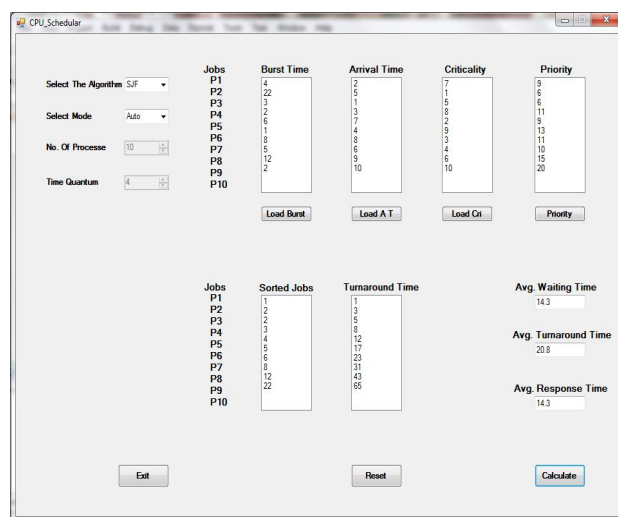 CPU_Schedular
Select The Algorithm SJF
Select Mode Auto
No. Of Processe 10
Time Quantum 4
Jobs
P1
P2
P3
P4
P5
P6
P7
P8
P9
P10
Burst Time
4
22
3
2
6
1
8
5
12
2
Load Burst
Arrival Time
2
5
1
3
7
4
8
6
9
10
Load A T
Criticality
7
1
5
8
2
9
3
4
6
10
Load Cri
Priority
9
6
6
11
9
13
11
10
15
20
Priority
Jobs
P1
P2
P3
P4
P5
P6
P7
P8
P9
P10
Sorted Jobs
1
2
2
3
4
5
6
8
12
22
Turnaround Time
1
3
5
8
12
17
23
31
43
65
Avg. Waiting Time
14.3
Avg. Turnaround Time
20.8
Avg. Response Time
14.3
Exit
Reset
Calculate